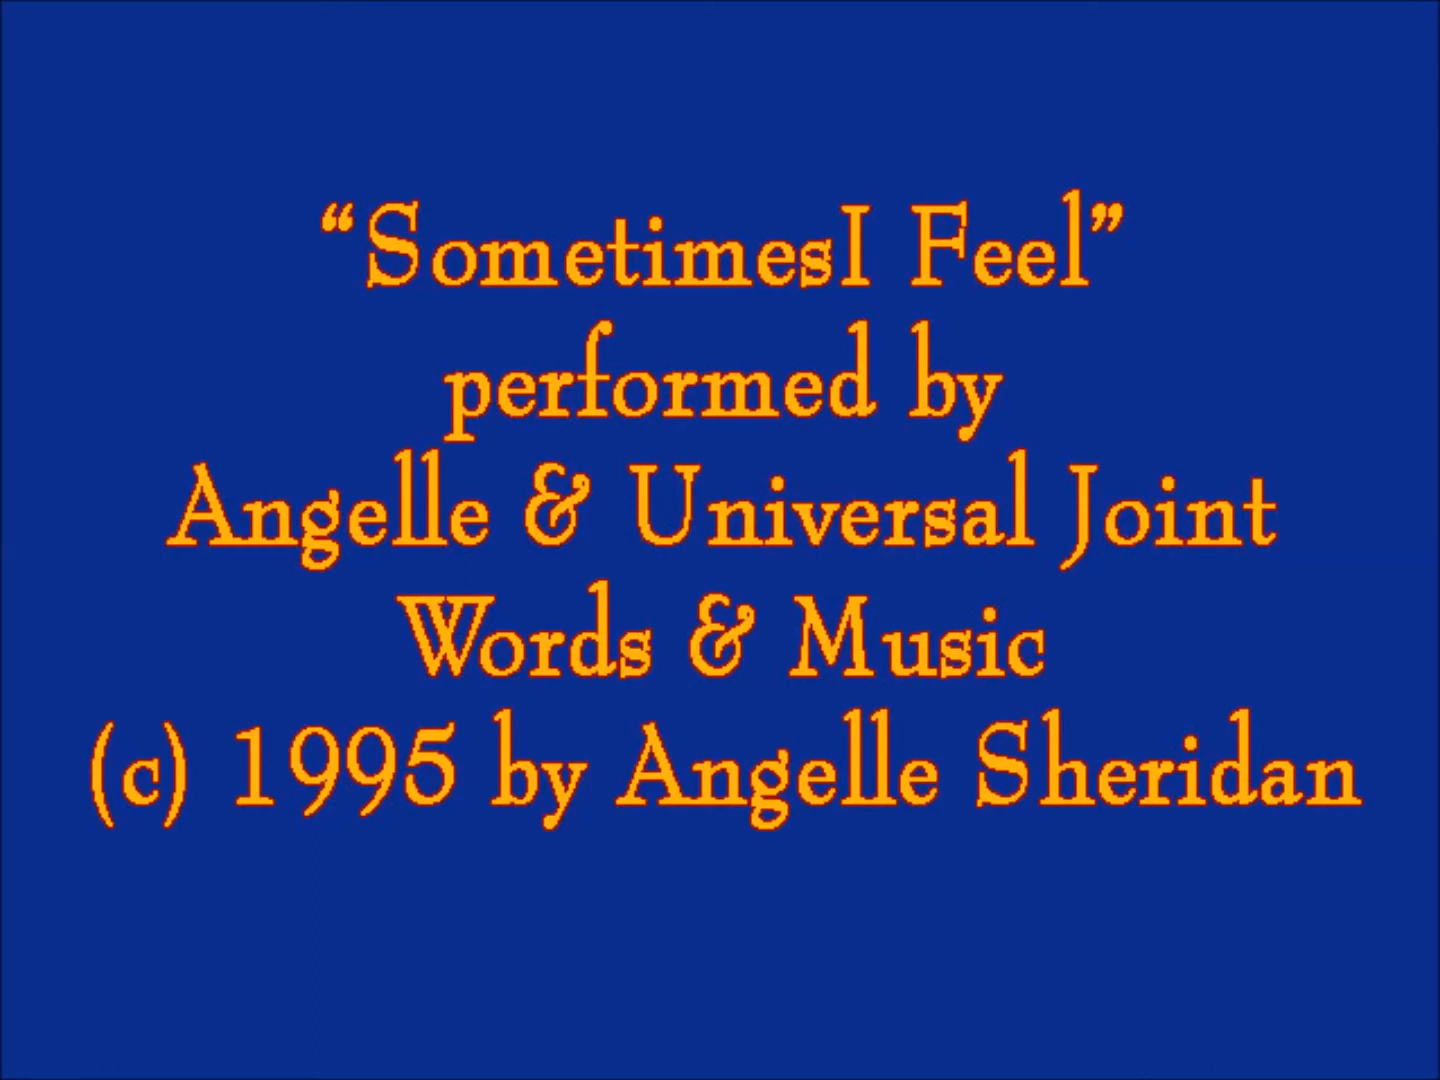 “SometimesI Feel”
performed by
Angelle & Universal Joint
Words & Music
(c) 1995 by Angelle Sheridan